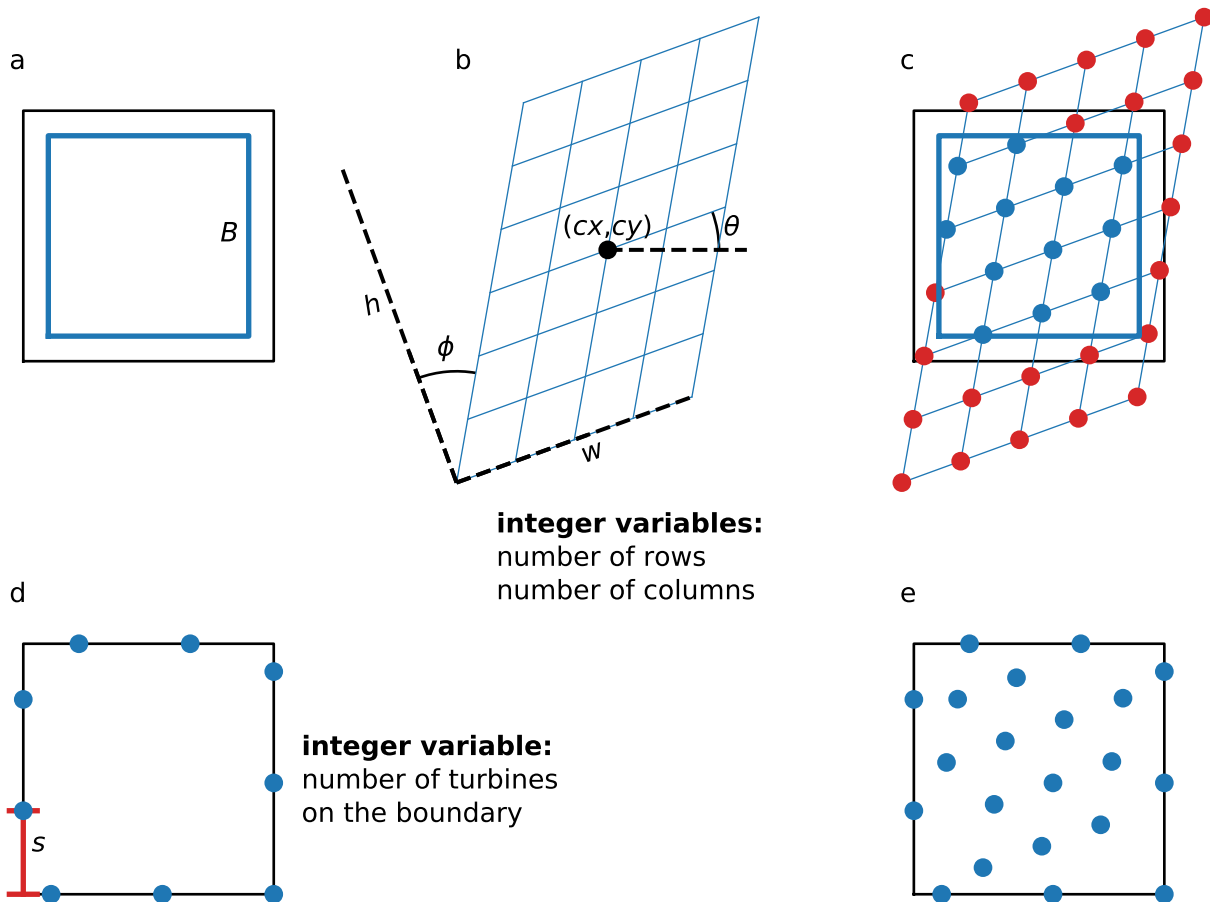 a
b
c
B
(cx,cy)
θ
h
ϕ
w
integer variables:
number of rows
number of columns
d
e
integer variable:
number of turbines
on the boundary
s